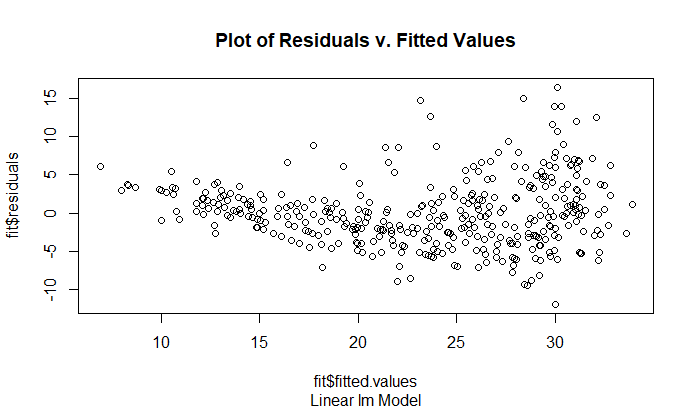 Plot of Residuals v. Fitted Values
fit$residuals
15
10
5
0
-5
-10
10 15 20 25 30
fit$fitted.values
Linear lm Model